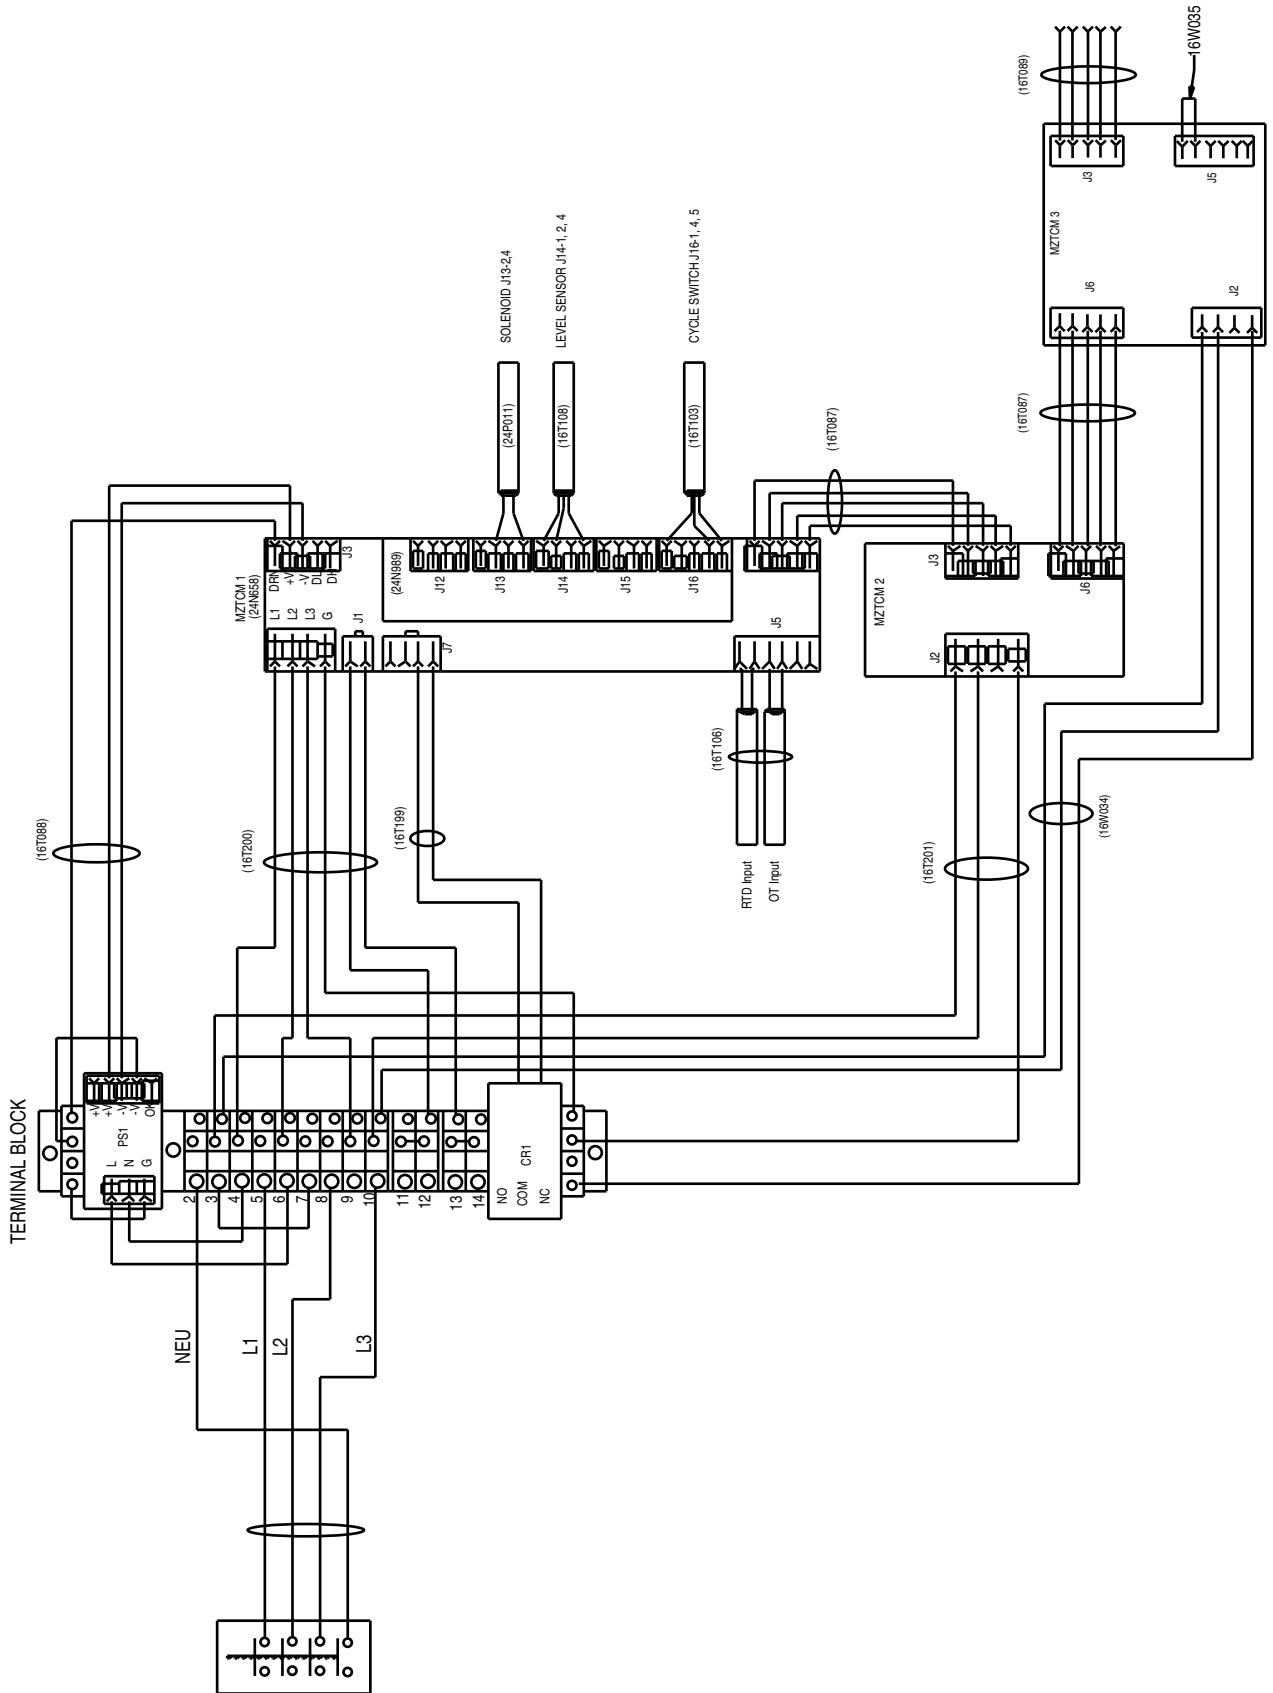 16W035
(16T089)
J3
J5
MZTCM 3
J6
J2
(16T087)
SOLENOID J13-2,4
LEVEL SENSOR J14-1, 2, 4
CYCLE SWITCH J16-1, 4, 5
(24P011)
(16T108)
(16T103)
(16T087)
MZTCM 1
(24N658)
L1
L2
L3
G
DRN
+V
-V
DL
DH
J3
J1
J7
(24N989)
J12
J13
J14
J15
J16
J5
MZTCM 2
J3
J6
J2
(16T088)
(16T200)
(16T199)
(16T106)
RTD Input
OT Input
(16T201)
(16W034)
TERMINAL BLOCK
+V
+V
-V
-V
OK
PS1
L
N
G
2
3
4
5
6
7
8
9
10
11
12
13
14
NO
COM
NC
CR1
NEU
L1
L2
L3